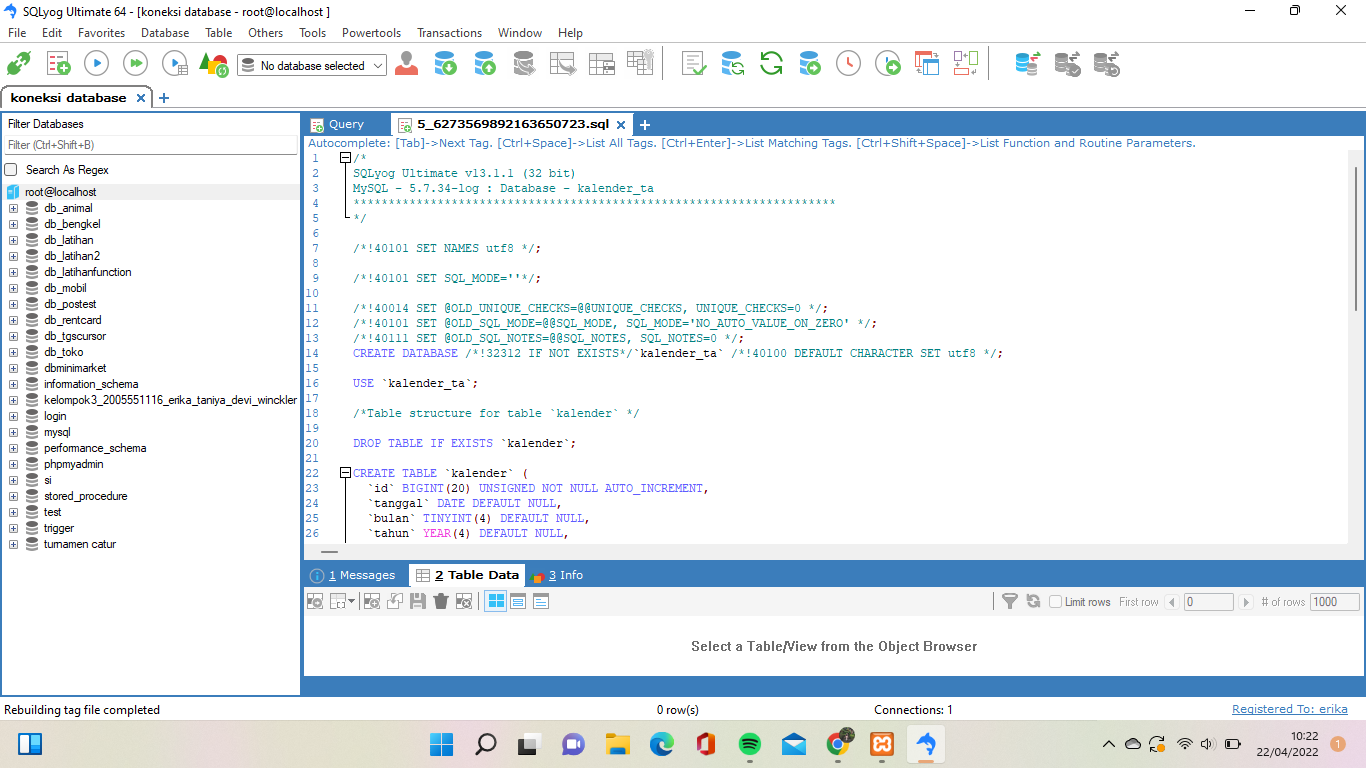 SQLyog Ultimate 64 - [koneksi database - root@localhost ]
File Edit Favorites Database Table Others Tools Powertools Transactions Window Help
No database selected
koneksi database
Filter Databases
Filter (Ctrl+Shift+B)
Search As Regex
root@localhost
db_animal
db_bengkel
db_latihan
db_latihan2
db_latihanfunction
db_mobil
db_postest
db_rentcard
db_tgscursor
db_toko
dbminimarket
information_schema
kelompok3_2005551116_erika_taniya_devi_winckler
login
mysql
performance_schema
phpmyadmin
si
stored_procedure
test
trigger
turnamen catur
Query 5_6273569892163650723.sql
Autocomplete: [Tab]->Next Tag. [Ctrl+Space]->List All Tags. [Ctrl+Enter]->List Matching Tags. [Ctrl+Shift+Space]->List Function and Routine Parameters.
1 /*
2 SQLyog Ultimate v13.1.1 (32 bit)
3 MySQL - 5.7.34-log : Database - kalender_ta
4 *********************************************************************
5 */
6
7 /*!40101 SET NAMES utf8 */;
8
9 /*!40101 SET SQL_MODE=''*/;
10
11 /*!40014 SET @OLD_UNIQUE_CHECKS=@@UNIQUE_CHECKS, UNIQUE_CHECKS=0 */;
12 /*!40101 SET @OLD_SQL_MODE=@@SQL_MODE, SQL_MODE='NO_AUTO_VALUE_ON_ZERO' */;
13 /*!40111 SET @OLD_SQL_NOTES=@@SQL_NOTES, SQL_NOTES=0 */;
14 CREATE DATABASE /*!32312 IF NOT EXISTS*/`kalender_ta` /*!40100 DEFAULT CHARACTER SET utf8 */;
15
16 USE `kalender_ta`;
17
18 /*Table structure for table `kalender` */
19
20 DROP TABLE IF EXISTS `kalender`;
21
22 CREATE TABLE `kalender` (
23 `id` BIGINT(20) UNSIGNED NOT NULL AUTO_INCREMENT,
24 `tanggal` DATE DEFAULT NULL,
25 `bulan` TINYINT(4) DEFAULT NULL,
26 `tahun` YEAR(4) DEFAULT NULL,
1 Messages 2 Table Data 3 Info
Limit rows First row 0 # of rows 1000
Select a Table/View from the Object Browser
Rebuilding tag file completed 0 row(s) Connections: 1 Registered To: erika
10:22
22/04/2022
1